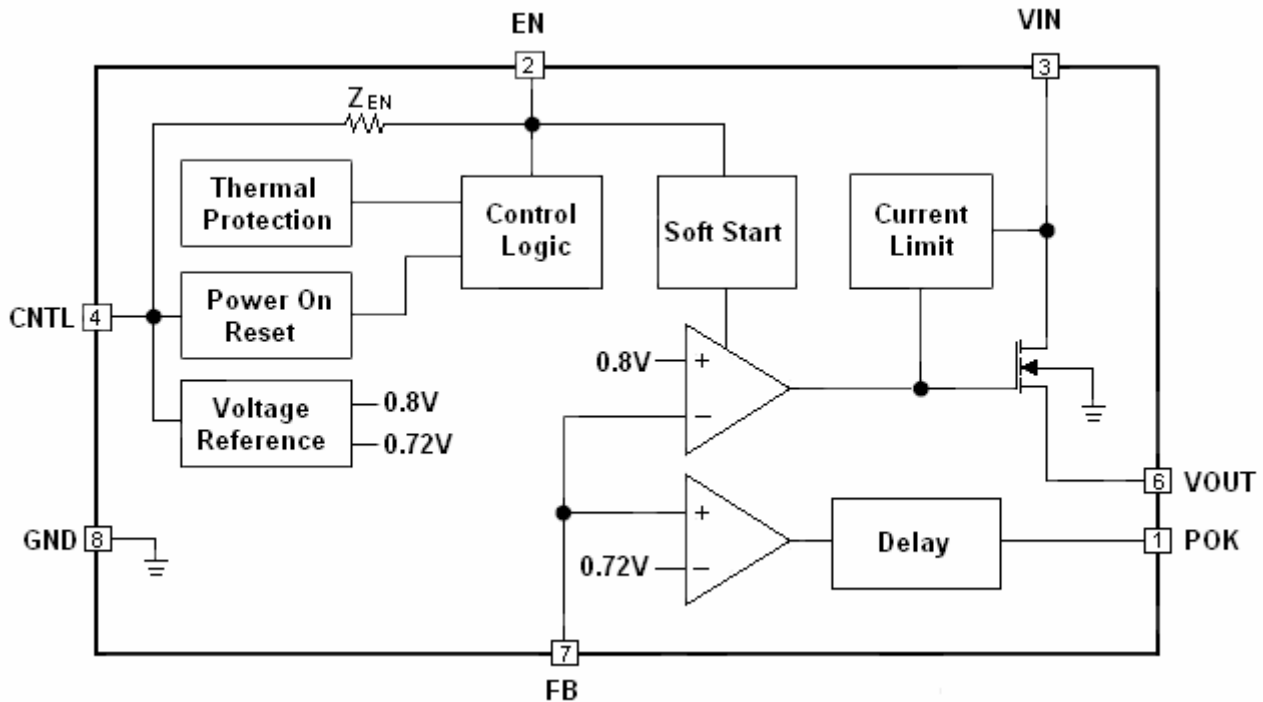 EN
VIN
2
3
ZEN
Thermal
Protection
Control
Logic
Soft Start
Current
Limit
CNTL
4
Power On
Reset
0.8V
+
−
Voltage
Reference
0.8V
0.72V
6
VOUT
GND
8
+
0.72V
−
Delay
1
POK
7
FB